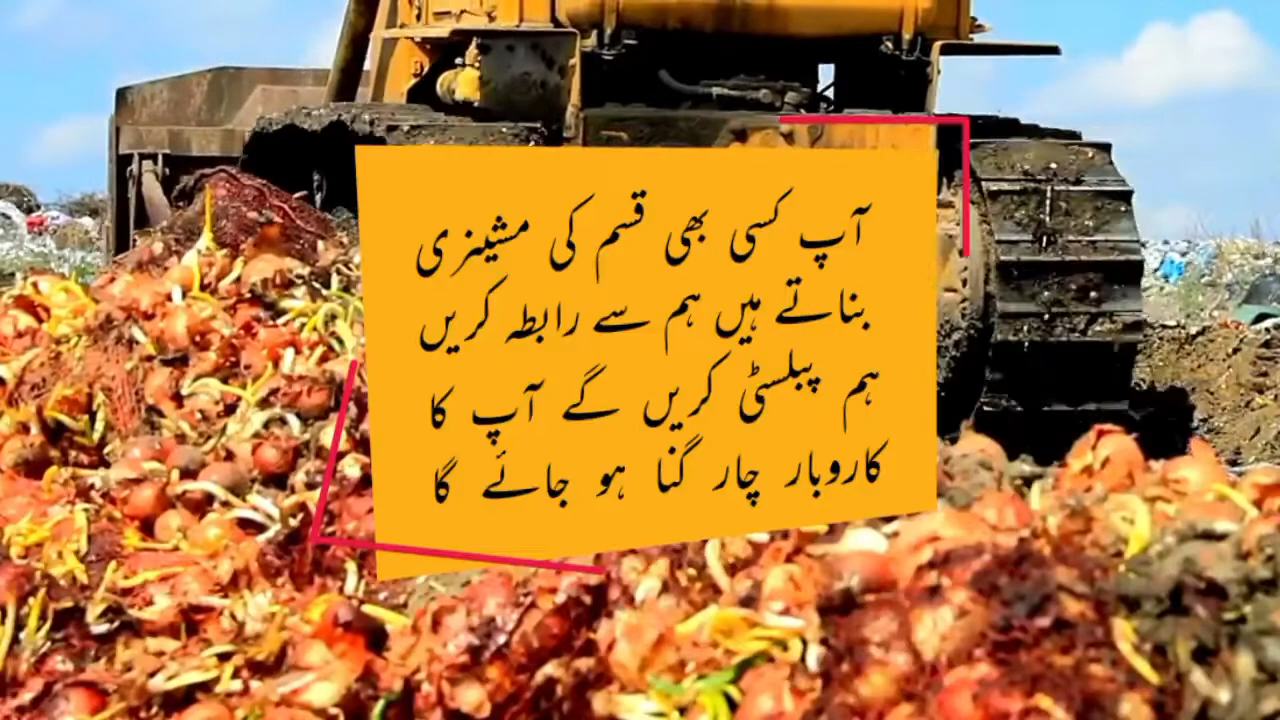 آپ کسی بھی قسم کی مشینری
بناتے ہیں ہم سے رابطہ کریں
ہم پبلسٹی کریں گے آپ کا
کاروبار چار گنا ہو جائے گا